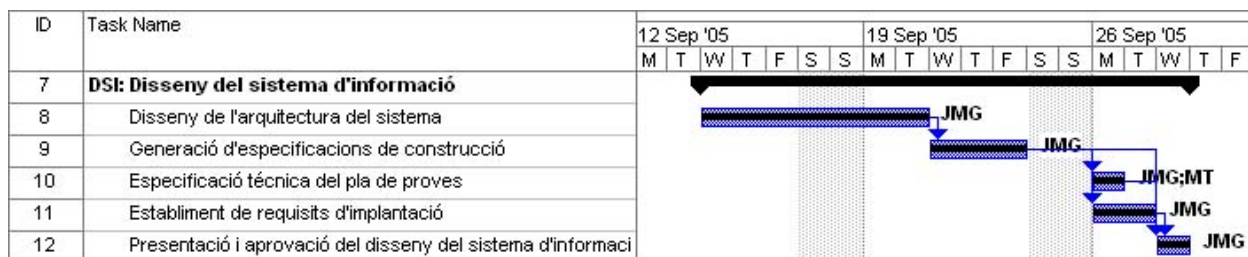 ID Task Name
12 Sep '05 19 Sep '05 26 Sep '05
M T W T F S S M T W T F S S M T W T F
7 DSI: Disseny del sistema d'informació
8 Disseny de l'arquitectura del sistema JMG
9 Generació d'especificacions de construcció JMG
10 Especificació técnica del pla de proves JMG;MT
11 Establiment de requisits d'implantació JMG
12 Presentació i aprovació del disseny del sistema d'informaci JMG